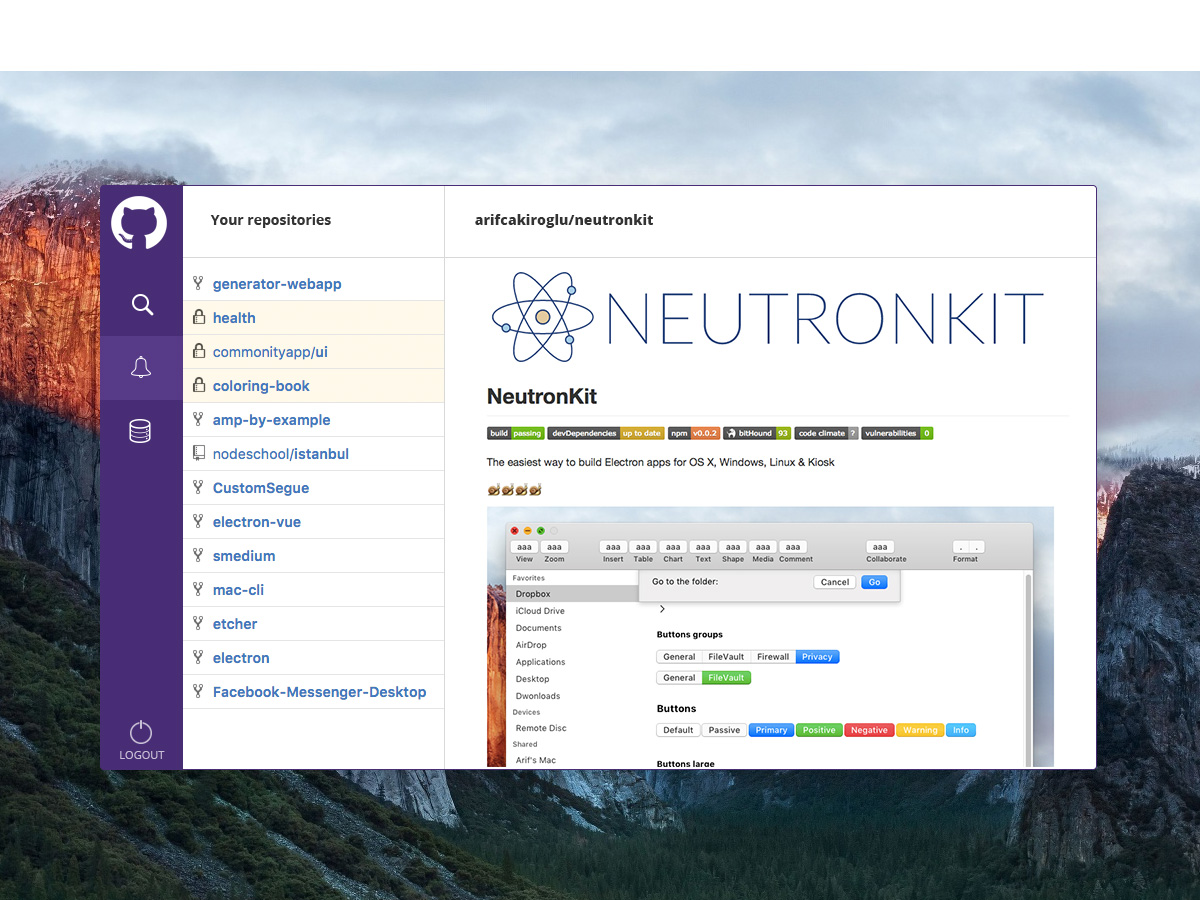 Your repositories
arifcakiroglu/neutronkit
generator-webapp
health
commonityapp/ui
coloring-book
amp-by-example
nodeschool/istanbul
CustomSegue
electron-vue
smedium
mac-cli
etcher
electron
Facebook-Messenger-Desktop
LOGOUT
NEUTRONKIT
NeutronKit
build passing devDependencies up to date npm v0.0.2 bitHound 93 code climate ? vulnerabilities 0
The easiest way to build Electron apps for OS X, Windows, Linux & Kiosk
aaa aaa aaa aaa aaa aaa aaa aaa aaa aaa . .
View Zoom Insert Table Chart Text Shape Media Comment Collaborate Format
Favorites
Dropbox
iCloud Drive
Documents
AirDrop
Applications
Desktop
Dwonloads
Devices
Remote Disc
Shared
Arif's Mac
Go to the folder: Cancel Go
Buttons groups
General FileVault Firewall Privacy
General FileVault
Buttons
Default Passive Primary Positive Negative Warning Info
Buttons large